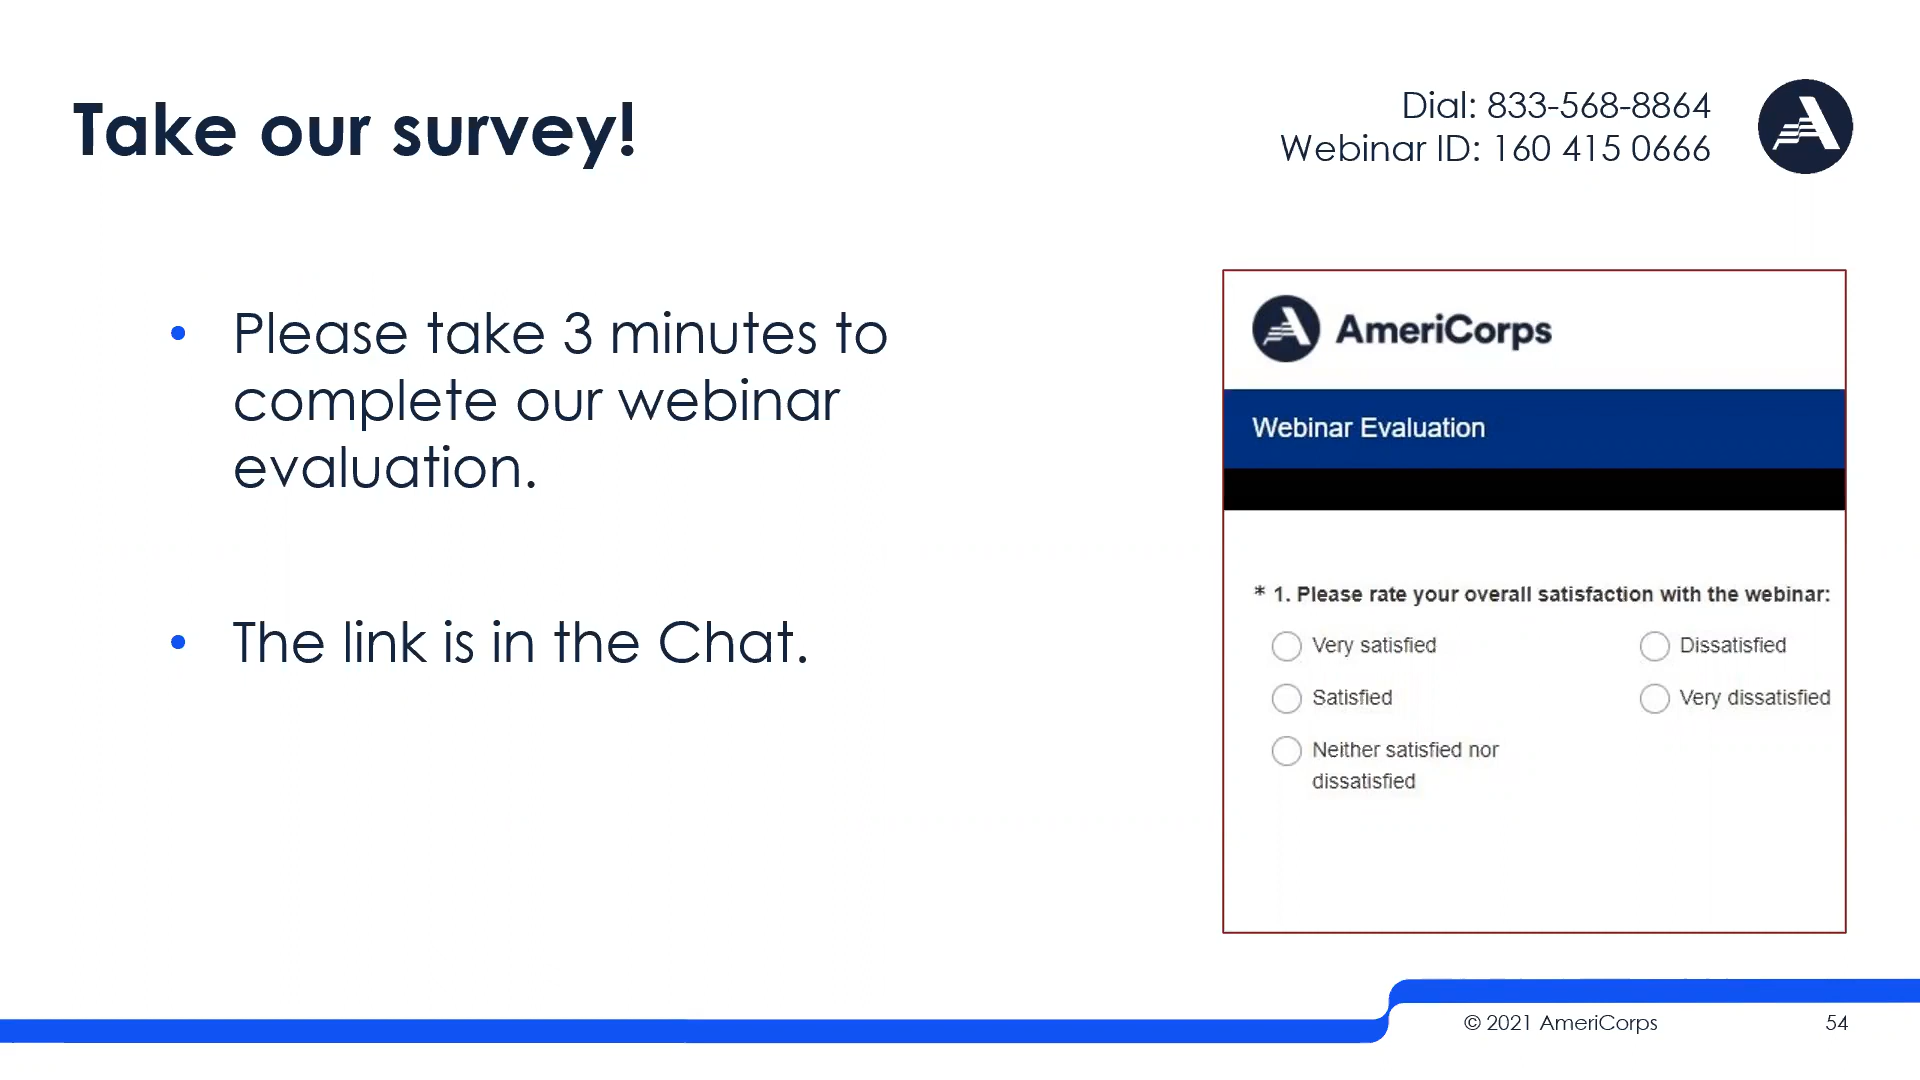 Take our survey!
Dial: 833-568-8864
Webinar ID: 160 415 0666
• Please take 3 minutes to
complete our webinar
evaluation.
• The link is in the Chat.
AmeriCorps
Webinar Evaluation
* 1. Please rate your overall satisfaction with the webinar:
Very satisfied
Dissatisfied
Satisfied
Very dissatisfied
Neither satisfied nor
dissatisfied
© 2021 AmeriCorps
54